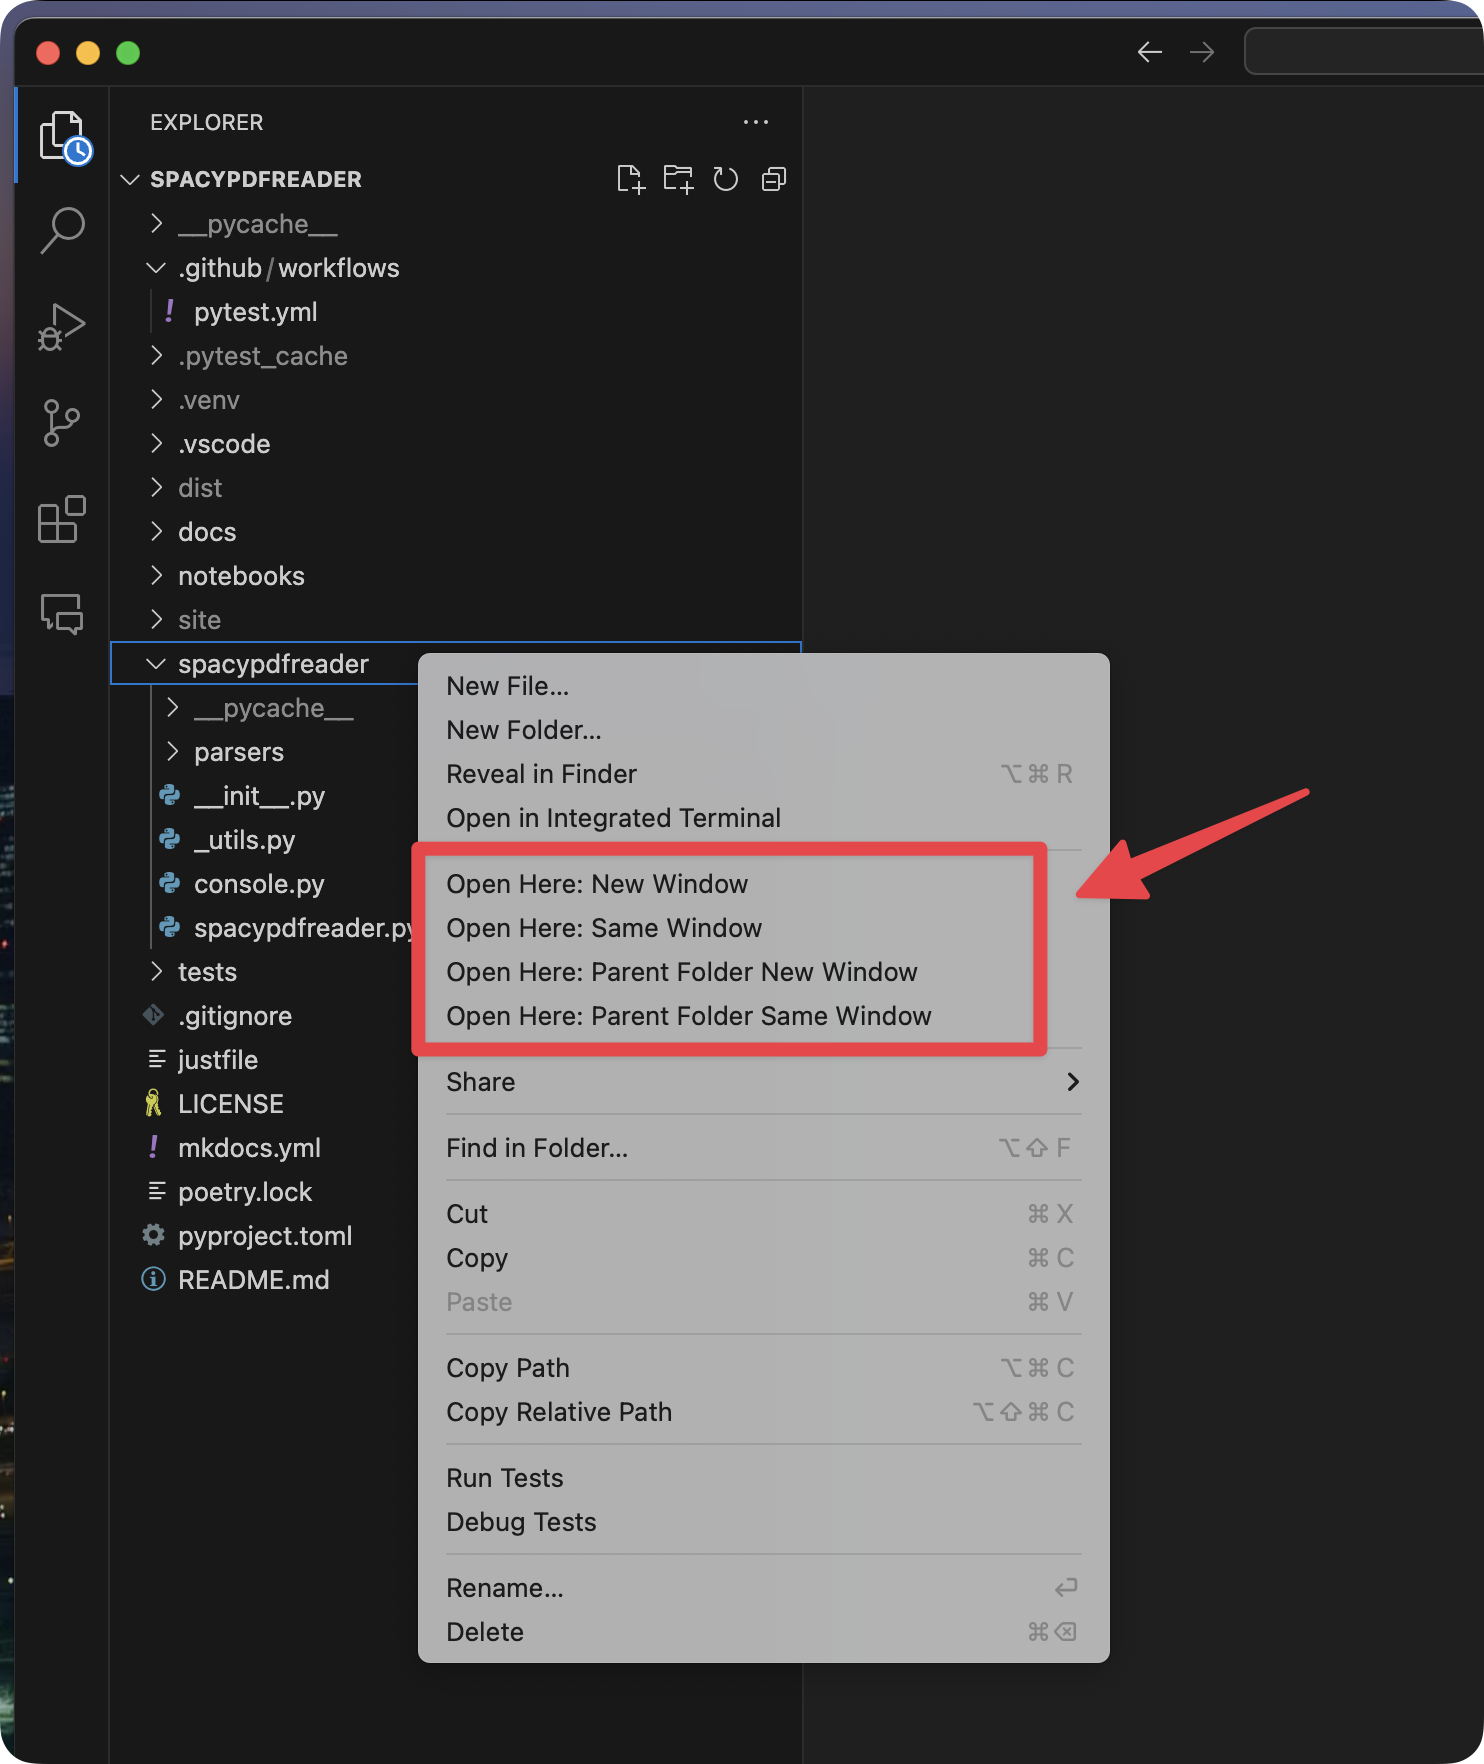 EXPLORER
SPACYPDFREADER
__pycache__
.github/workflows
! pytest.yml
.pytest_cache
.venv
.vscode
dist
docs
notebooks
site
spacypdfreader
__pycache__
parsers
__init__.py
_utils.py
console.py
spacypdfreader.py
tests
.gitignore
justfile
LICENSE
! mkdocs.yml
poetry.lock
pyproject.toml
README.md
New File...
New Folder...
Reveal in Finder ⌥⌘R
Open in Integrated Terminal
Open Here: New Window
Open Here: Same Window
Open Here: Parent Folder New Window
Open Here: Parent Folder Same Window
Share
Find in Folder... ⌥⇧F
Cut ⌘X
Copy ⌘C
Paste ⌘V
Copy Path ⌥⌘C
Copy Relative Path ⌥⇧⌘C
Run Tests
Debug Tests
Rename... ↩
Delete ⌘⌫